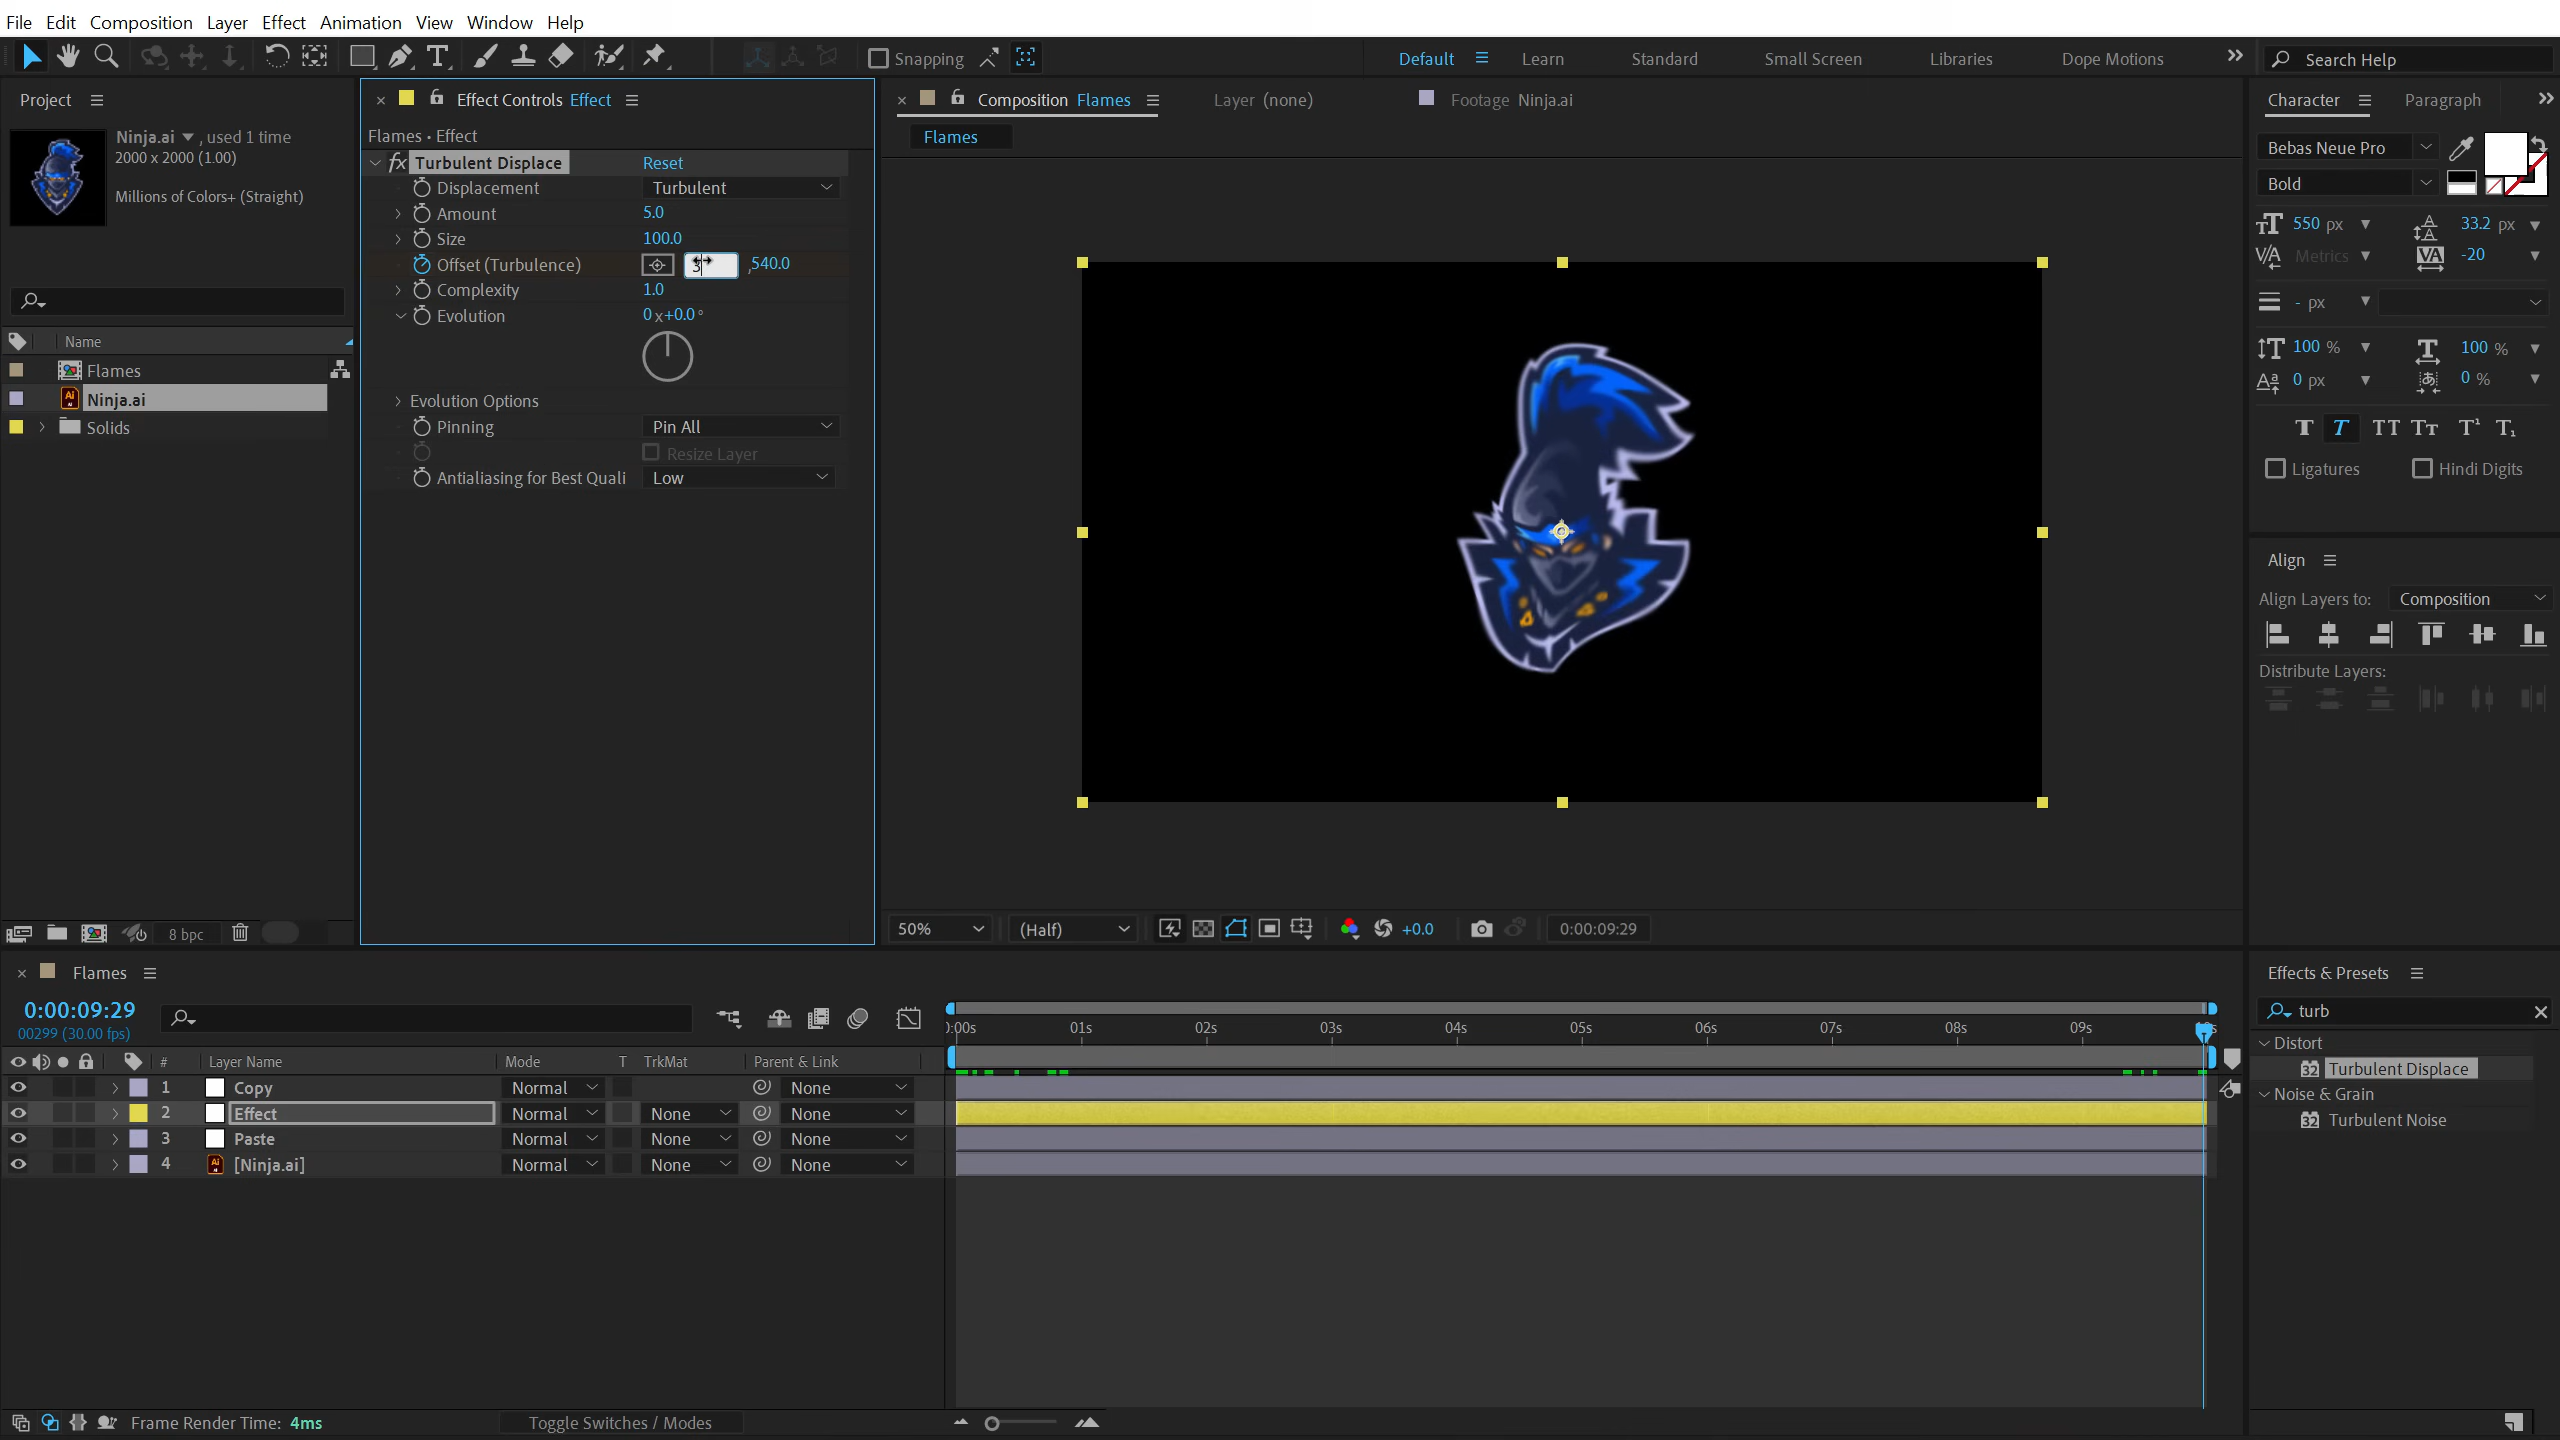 File Edit Composition Layer Effect Animation View Window Help
Snapping
Default Learn Standard Small Screen Libraries Dope Motions
Search Help
Project
Ninja.ai , used 1 time
2000 x 2000 (1.00)
Millions of Colors+ (Straight)
Name
Flames
Ninja.ai
Solids
8 bpc
Effect Controls Effect
Flames • Effect
fx Turbulent Displace Reset
Displacement Turbulent
Amount 5.0
Size 100.0
Offset (Turbulence) 3 ,540.0
Complexity 1.0
Evolution 0 x+0.0 °
Evolution Options
Pinning Pin All
Resize Layer
Antialiasing for Best Quali Low
Composition Flames Layer (none) Footage Ninja.ai
Flames
50% (Half) +0.0 0:00:09:29
Character Paragraph
Bebas Neue Pro
Bold
550 px 33.2 px
Metrics -20
- px
100 % 100 %
0 px 0 %
Ligatures Hindi Digits
Align
Align Layers to: Composition
Distribute Layers:
Effects & Presets
turb
Distort
32 Turbulent Displace
Noise & Grain
32 Turbulent Noise
Flames
0:00:09:29
00299 (30.00 fps)
# Layer Name Mode T TrkMat Parent & Link
1 Copy Normal None
2 Effect Normal None None
3 Paste Normal None None
4 [Ninja.ai] Normal None None
:00s 01s 02s 03s 04s 05s 06s 07s 08s 09s
Frame Render Time: 4ms
Toggle Switches / Modes